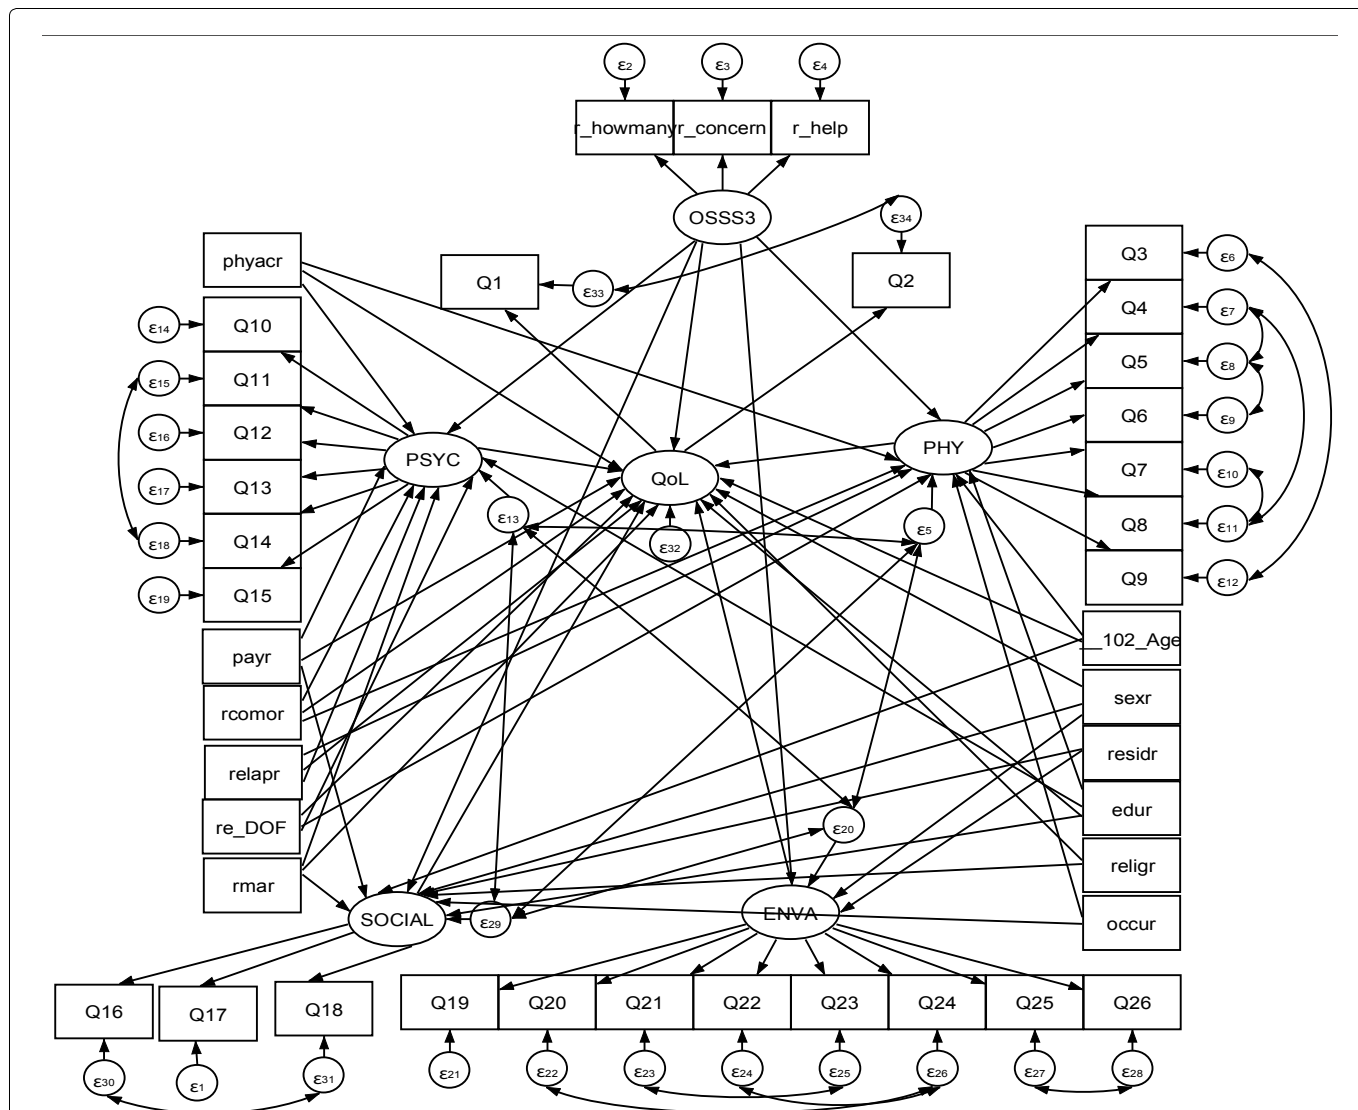 ε2 ε3 ε4
r_howmany r_concern r_help
OSSS3
ε34
phyacr Q1 ε33 Q2 Q3 ε6
ε14 Q10 Q4 ε7
ε15 Q11 Q5 ε8
ε16 Q12 Q6 ε9
PSYC QoL PHY
ε17 Q13 Q7 ε10
ε13 ε32 ε5
ε18 Q14 Q8 ε11
ε19 Q15 Q9 ε12
payr __102_Age
rcomor sexr
relapr residr
re_DOF edur
ε20
rmar religr
SOCIAL ε29 ENVA occur
Q16 Q17 Q18 Q19 Q20 Q21 Q22 Q23 Q24 Q25 Q26
ε30 ε1 ε31 ε21 ε22 ε23 ε24 ε25 ε26 ε27 ε28